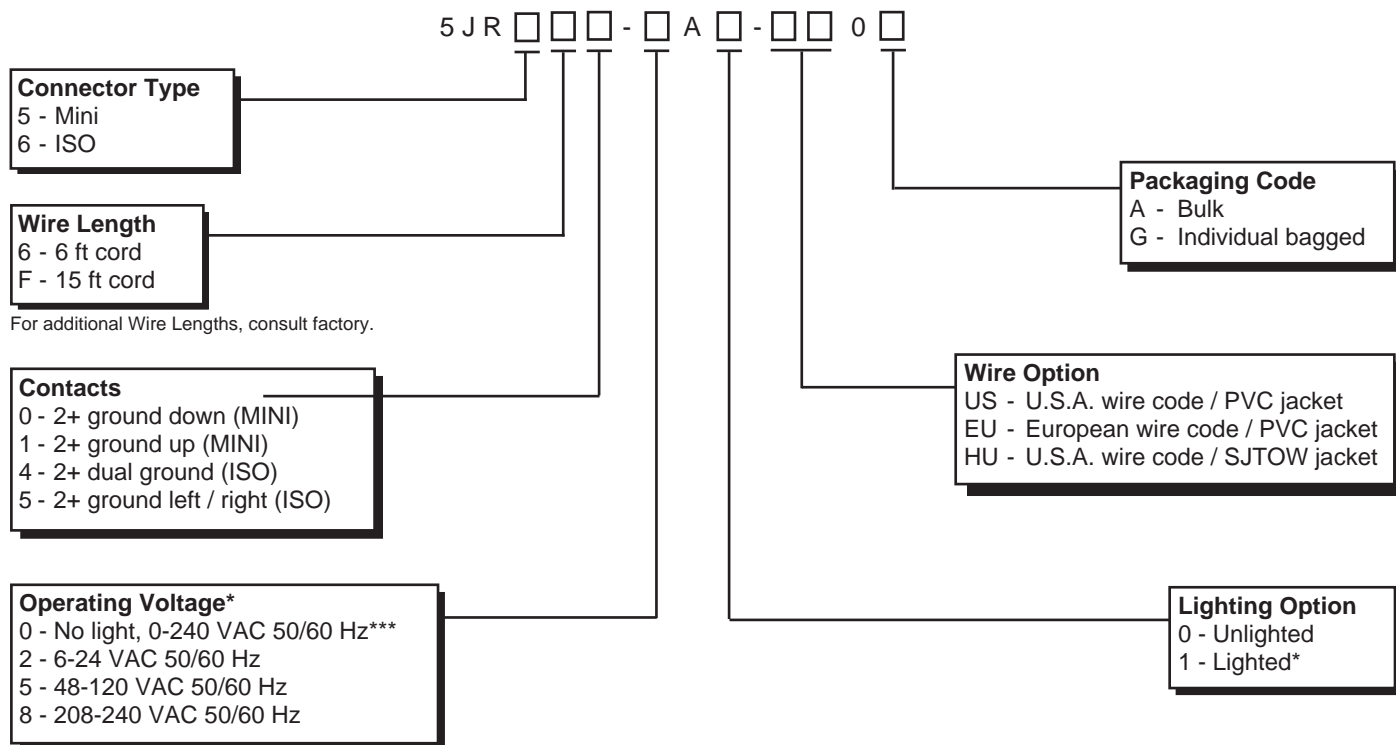 5 J R □ □ □ - □ A □ - □ □ 0 □
Connector Type
5 - Mini
6 - ISO
Wire Length
6 - 6 ft cord
F - 15 ft cord
For additional Wire Lengths, consult factory.
Contacts
0 - 2+ ground down (MINI)
1 - 2+ ground up (MINI)
4 - 2+ dual ground (ISO)
5 - 2+ ground left / right (ISO)
Operating Voltage*
0 - No light, 0-240 VAC 50/60 Hz***
2 - 6-24 VAC 50/60 Hz
5 - 48-120 VAC 50/60 Hz
8 - 208-240 VAC 50/60 Hz
Packaging Code
A - Bulk
G - Individual bagged
Wire Option
US - U.S.A. wire code / PVC jacket
EU - European wire code / PVC jacket
HU - U.S.A. wire code / SJTOW jacket
Lighting Option
0 - Unlighted
1 - Lighted*